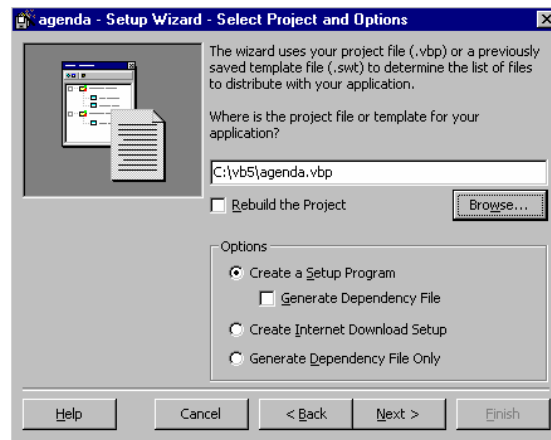 agenda - Setup Wizard - Select Project and Options
The wizard uses your project file (.vbp) or a previously
saved template file (.swt) to determine the list of files
to distribute with your application.
Where is the project file or template for your
application?
C:\vb5\agenda.vbp
Rebuild the Project
Browse...
Options
Create a Setup Program
Generate Dependency File
Create Internet Download Setup
Generate Dependency File Only
Help
Cancel
< Back
Next >
Finish